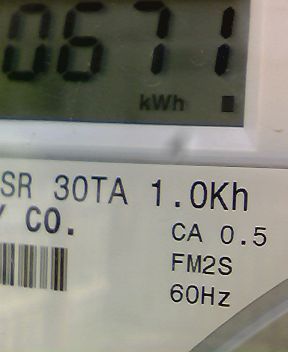 0671
kWh
SR 30TA 1.0Kh
Y CO.
CA 0.5
FM2S
60Hz